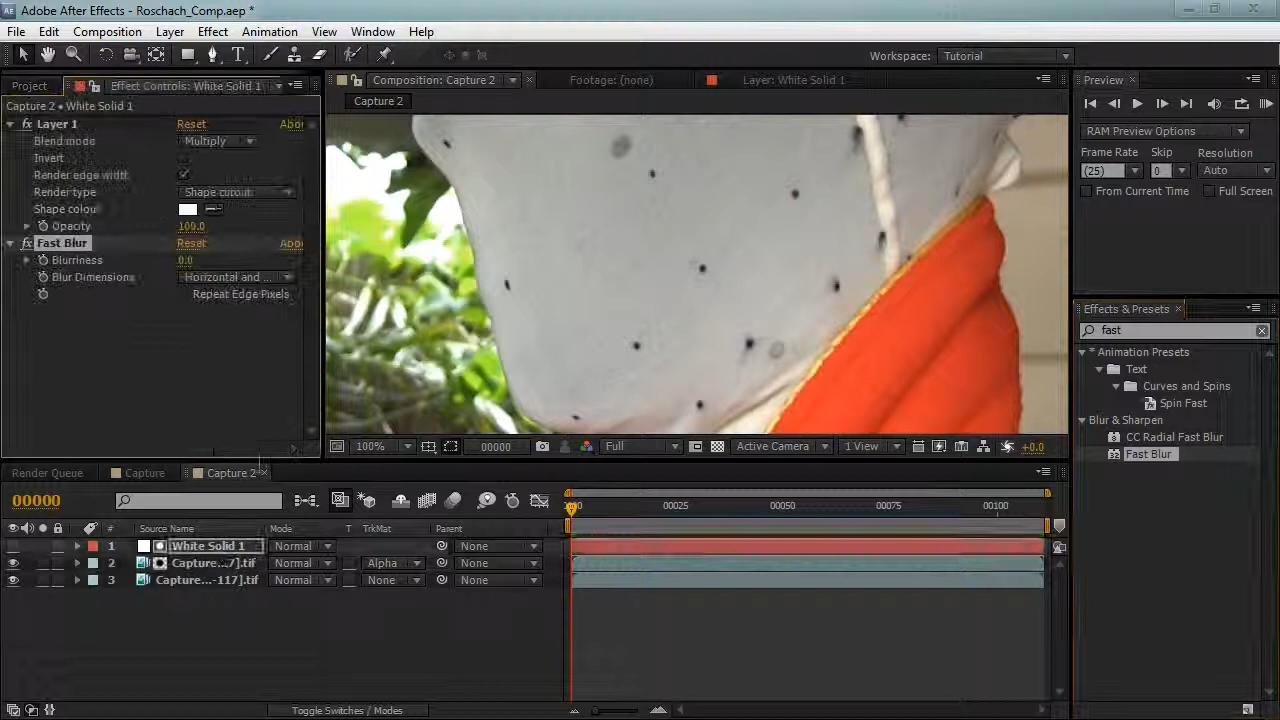 Adobe After Effects - Roschach_Comp.aep *
File Edit Composition Layer Effect Animation View Window Help
Workspace: Tutorial
Project Effect Controls: White Solid 1
Composition: Capture 2 Footage: (none) Layer: White Solid 1
Preview
Capture 2 • White Solid 1
Capture 2
Layer 1 Reset Abou
Blend mode Multiply
Invert
Render edge width
Render type Shape cutout
Shape colour
Opacity 100.0
Fast Blur Reset Abou
Blurriness 0.0
Blur Dimensions Horizontal and ...
Repeat Edge Pixels
RAM Preview Options
Frame Rate Skip Resolution
(25) 0 Auto
From Current Time Full Screen
Effects & Presets
fast
* Animation Presets
Text
Curves and Spins
Spin Fast
Blur & Sharpen
CC Radial Fast Blur
Fast Blur
100% 00000 Full Active Camera 1 View +0.0
Render Queue Capture Capture 2
00000
00025 00050 00075 00100
# Source Name Mode T TrkMat Parent
1 White Solid 1 Normal None
2 Capture...7].tif Normal Alpha None
3 Capture...-117].tif Normal None None
Toggle Switches / Modes